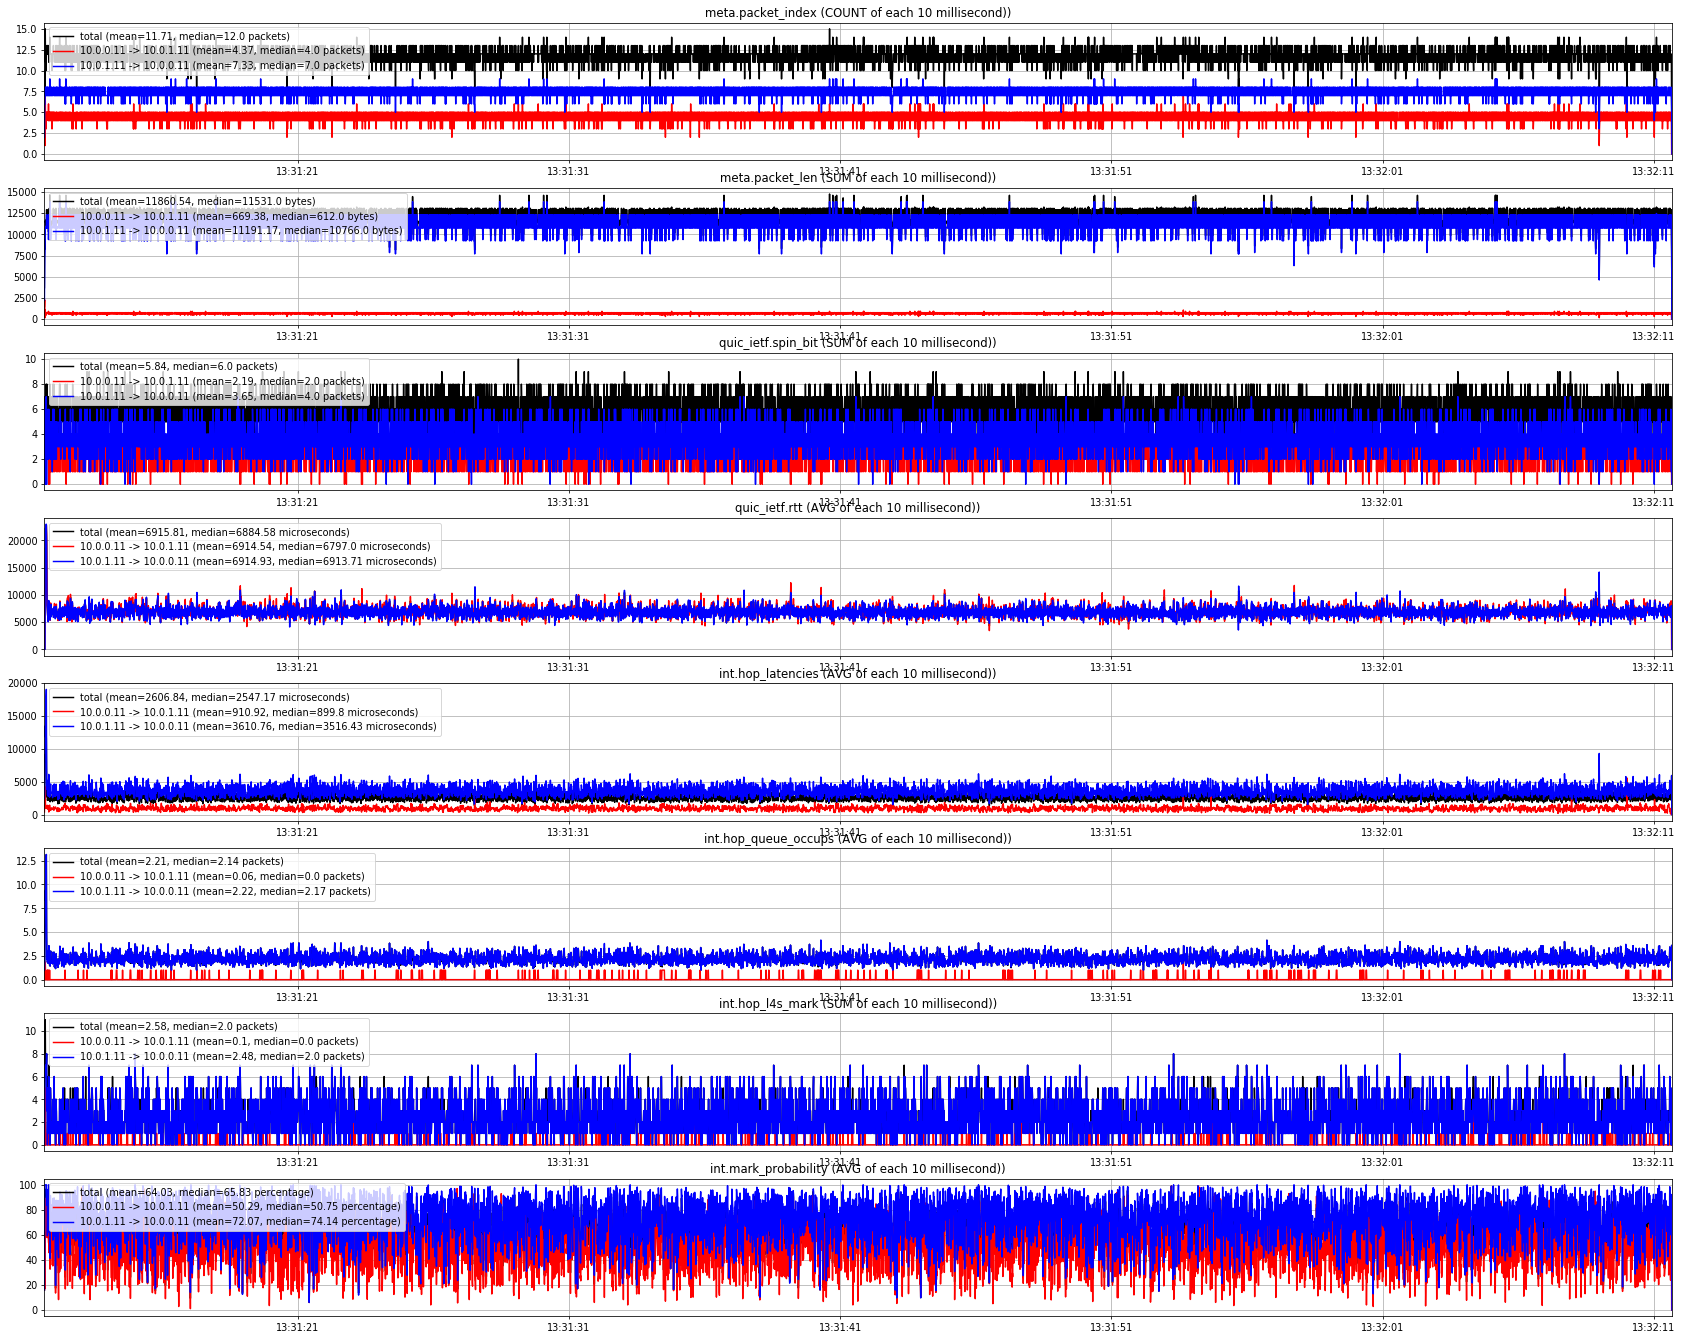 meta.packet_index (COUNT of each 10 millisecond))
15.0
12.5
10.0
7.5
5.0
2.5
0.0
total (mean=11.71, median=12.0 packets)
10.0.0.11 -> 10.0.1.11 (mean=4.37, median=4.0 packets)
10.0.1.11 -> 10.0.0.11 (mean=7.33, median=7.0 packets)
13:31:21 13:31:31 13:31:41 13:31:51 13:32:01 13:32:11
meta.packet_len (SUM of each 10 millisecond))
15000
12500
10000
7500
5000
2500
0
total (mean=11860.54, median=11531.0 bytes)
10.0.0.11 -> 10.0.1.11 (mean=669.38, median=612.0 bytes)
10.0.1.11 -> 10.0.0.11 (mean=11191.17, median=10766.0 bytes)
13:31:21 13:31:31 13:31:41 13:31:51 13:32:01 13:32:11
quic_ietf.spin_bit (SUM of each 10 millisecond))
10
8
6
4
2
0
total (mean=5.84, median=6.0 packets)
10.0.0.11 -> 10.0.1.11 (mean=2.19, median=2.0 packets)
10.0.1.11 -> 10.0.0.11 (mean=3.65, median=4.0 packets)
13:31:21 13:31:31 13:31:41 13:31:51 13:32:01 13:32:11
quic_ietf.rtt (AVG of each 10 millisecond))
20000
15000
10000
5000
0
total (mean=6915.81, median=6884.58 microseconds)
10.0.0.11 -> 10.0.1.11 (mean=6914.54, median=6797.0 microseconds)
10.0.1.11 -> 10.0.0.11 (mean=6914.93, median=6913.71 microseconds)
13:31:21 13:31:31 13:31:41 13:31:51 13:32:01 13:32:11
int.hop_latencies (AVG of each 10 millisecond))
20000
15000
10000
5000
0
total (mean=2606.84, median=2547.17 microseconds)
10.0.0.11 -> 10.0.1.11 (mean=910.92, median=899.8 microseconds)
10.0.1.11 -> 10.0.0.11 (mean=3610.76, median=3516.43 microseconds)
13:31:21 13:31:31 13:31:41 13:31:51 13:32:01 13:32:11
int.hop_queue_occups (AVG of each 10 millisecond))
12.5
10.0
7.5
5.0
2.5
0.0
total (mean=2.21, median=2.14 packets)
10.0.0.11 -> 10.0.1.11 (mean=0.06, median=0.0 packets)
10.0.1.11 -> 10.0.0.11 (mean=2.22, median=2.17 packets)
13:31:21 13:31:31 13:31:41 13:31:51 13:32:01 13:32:11
int.hop_l4s_mark (SUM of each 10 millisecond))
10
8
6
4
2
0
total (mean=2.58, median=2.0 packets)
10.0.0.11 -> 10.0.1.11 (mean=0.1, median=0.0 packets)
10.0.1.11 -> 10.0.0.11 (mean=2.48, median=2.0 packets)
13:31:21 13:31:31 13:31:41 13:31:51 13:32:01 13:32:11
int.mark_probability (AVG of each 10 millisecond))
100
80
60
40
20
0
total (mean=64.03, median=65.83 percentage)
10.0.0.11 -> 10.0.1.11 (mean=50.29, median=50.75 percentage)
10.0.1.11 -> 10.0.0.11 (mean=72.07, median=74.14 percentage)
13:31:21 13:31:31 13:31:41 13:31:51 13:32:01 13:32:11